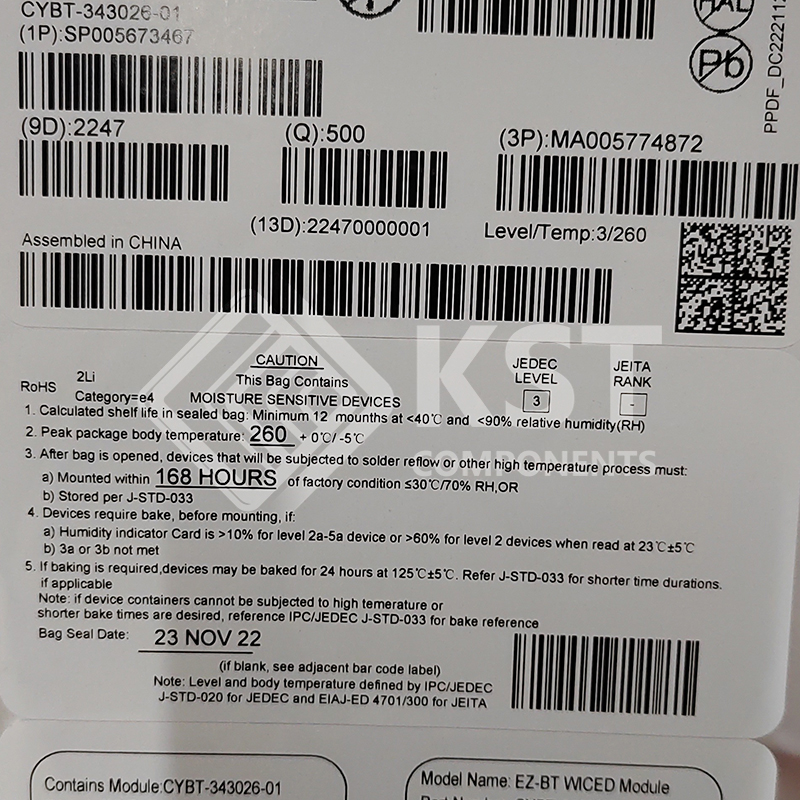 CYBT-343026-01
(1P):SP005673467
HAL
Pb
PPDF_DC222112
(9D):2247
(Q):500
(3P):MA005774872
(13D):22470000001
Level/Temp:3/260
Assembled in CHINA
KST
COMPONENTS
CAUTION
This Bag Contains
MOISTURE SENSITIVE DEVICES
JEDEC
LEVEL
3
JEITA
RANK
-
RoHS
2Li
Category=e4
1. Calculated shelf life in sealed bag: Minimum 12 mounths at <40℃ and <90% relative humidity(RH)
2. Peak package body temperature: 260 + 0℃/ -5℃
3. After bag is opened, devices that will be subjected to solder reflow or other high temperature process must:
a) Mounted within 168 HOURS of factory condition ≤30℃/70% RH,OR
b) Stored per J-STD-033
4. Devices require bake, before mounting, if:
a) Humidity indicator Card is >10% for level 2a-5a device or >60% for level 2 devices when read at 23℃±5℃
b) 3a or 3b not met
5. If baking is required,devices may be baked for 24 hours at 125℃±5℃. Refer J-STD-033 for shorter time durations.
if applicable
Note: if device containers cannot be subjected to high temerature or
shorter bake times are desired, reference IPC/JEDEC J-STD-033 for bake reference
Bag Seal Date: 23 NOV 22
(if blank, see adjacent bar code label)
Note: Level and body temperature defined by IPC/JEDEC
J-STD-020 for JEDEC and EIAJ-ED 4701/300 for JEITA
Contains Module:CYBT-343026-01
Model Name: EZ-BT WICED Module